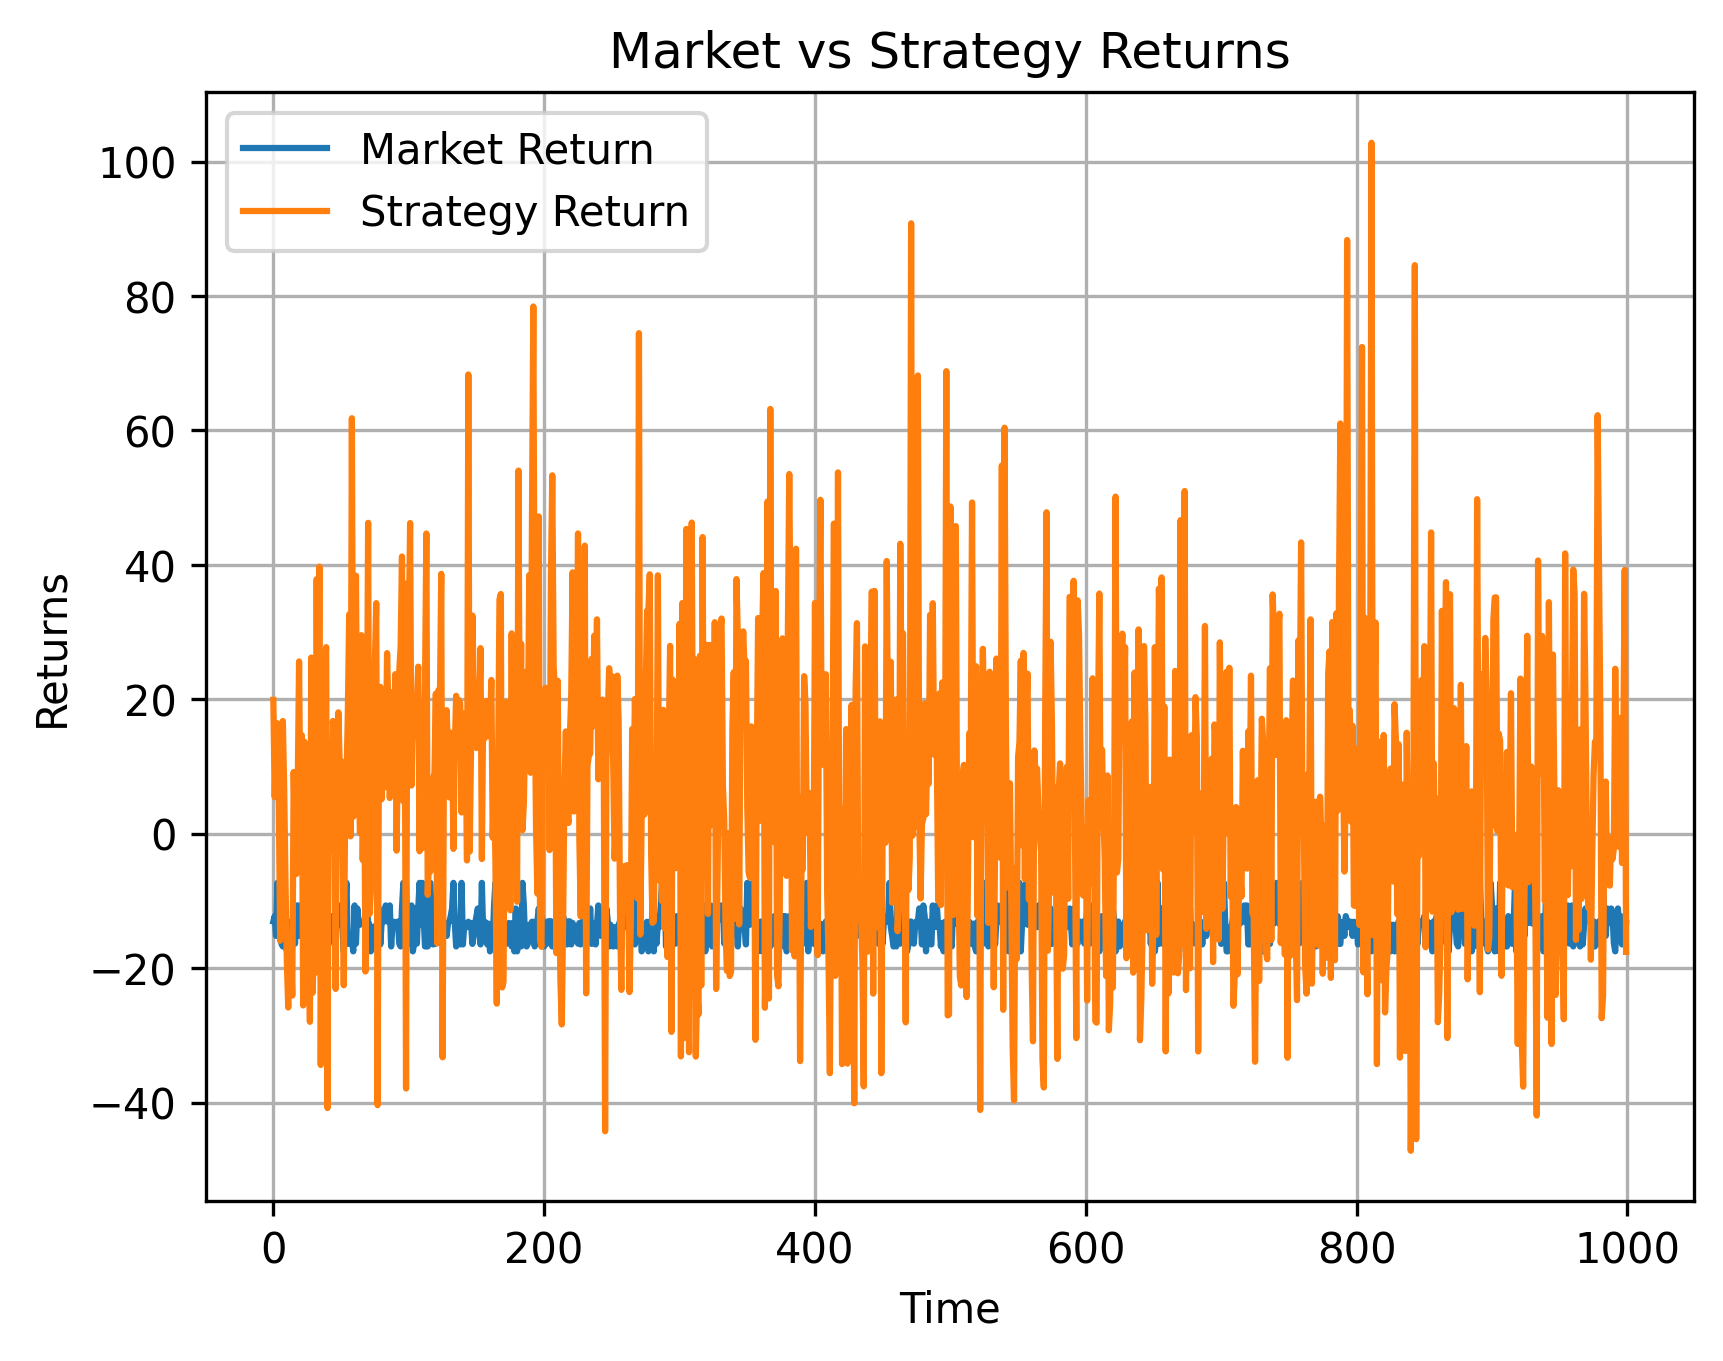 Market vs Strategy Returns
Market Return
Strategy Return
100
80
60
40
20
0
−20
−40
Returns
0 200 400 600 800 1000
Time